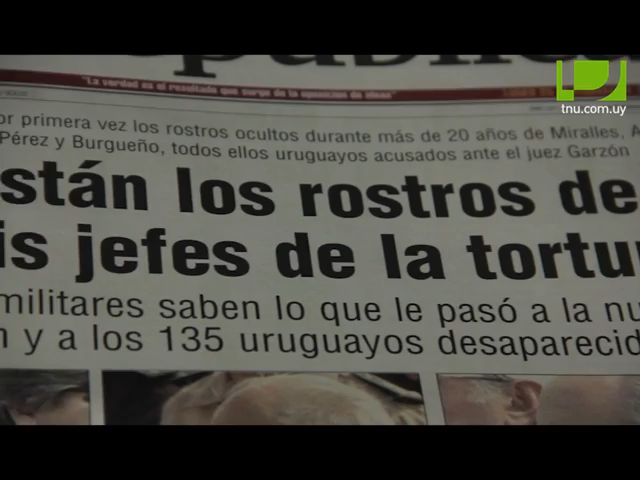 tnu.com.uy
"La verdad es el resultado que surge de la oposición de ideas"
or primera vez los rostros ocultos durante más de 20 años de Miralles, A
Pérez y Burgueño, todos ellos uruguayos acusados ante el juez Garzón
stán los rostros de l
is jefes de la tortu
militares saben lo que le pasó a la nu
n y a los 135 uruguayos desaparecid